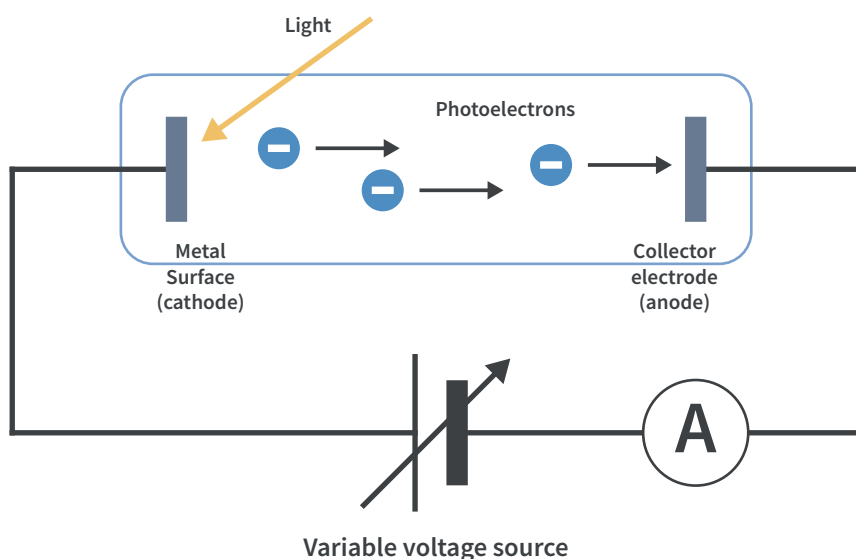 Light
Photoelectrons
Metal
Surface
(cathode)
Collector
electrode
(anode)
A
Variable voltage source